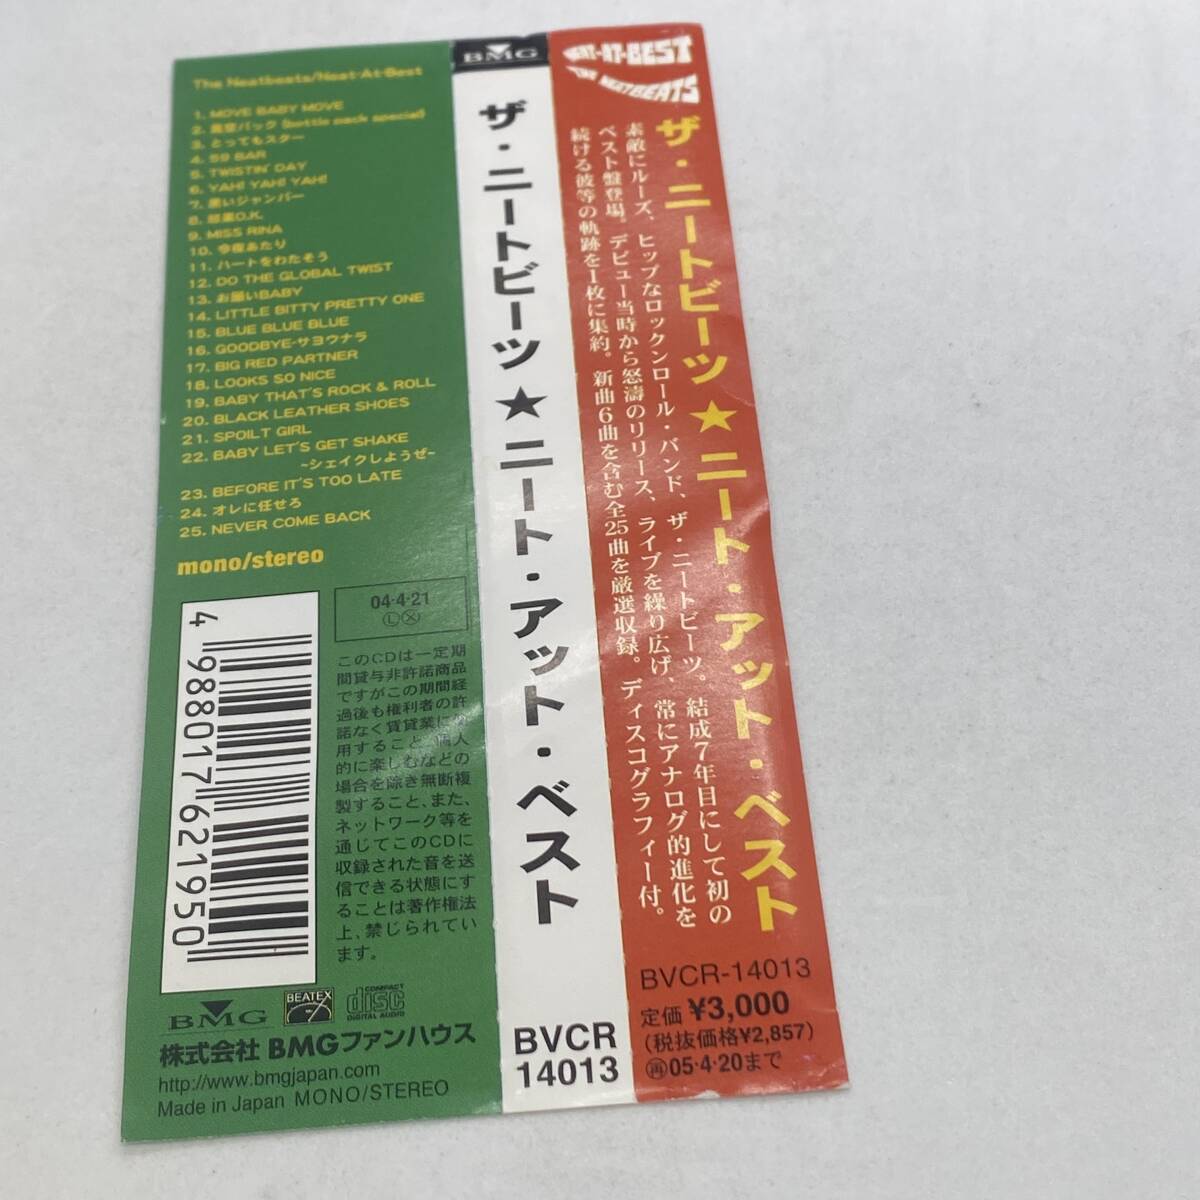 The Neatbeats/Neat-At-Best
1. MOVE BABY MOVE
2. 真空パック (bottle neck special)
3. とってもスター
4. 59 BAR
5. TWISTIN' DAY
6. YAH! YAH! YAH!
7. 黒いジャンパー
8. 部屋O.K.
9. MISS RINA
10. 今夜あたり
11. ハートをわたそう
12. DO THE GLOBAL TWIST
13. お願いBABY
14. LITTLE BITTY PRETTY ONE
15. BLUE BLUE BLUE
16. GOODBYE-サヨウナラ
17. BIG RED PARTNER
18. LOOKS SO NICE
19. BABY THAT'S ROCK & ROLL
20. BLACK LEATHER SHOES
21. SPOILT GIRL
22. BABY LET'S GET SHAKE
~シェイクしようぜ~
23. BEFORE IT'S TOO LATE
24. オレに任せろ
25. NEVER COME BACK
mono/stereo
4 988017 621950
04·4·21
Ⓛ Ⓧ
このCDは一定期
間貸与非許諾商品
ですがこの期間経
過後も権利者の許
諾なく賃貸業に使
用すること、個人
的に楽しむなどの
場合を除き無断複
製すること、また、
ネットワーク等を
通じてこのCDに
収録された音を送
信できる状態にす
ることは著作権法
上、禁じられてい
ます。
BMG
BEATEX
COMPACT
disc
DIGITAL AUDIO
株式会社 BMGファンハウス
http://www.bmgjapan.com
Made in Japan MONO/STEREO
BMG
ザ・ニートビーツ★ニート・アット・ベスト
BVCR
14013
NEAT-AT-BEST
THE NEATBEATS
ザ・ニートビーツ★ニート・アット・ベスト
素敵にルーズ、ヒップなロックンロール・バンド、ザ・ニートビーツ。結成7年目にして初の
ベスト盤登場。デビュー当時から怒濤のリリース、ライブを繰り広げ、常にアナログ的進化を
続ける彼等の軌跡を1枚に集約。新曲6曲を含む全25曲を厳選収録。ディスコグラフィー付。
BVCR-14013
定価 ¥3,000
(税抜価格¥2,857)
㊢05·4·20まで